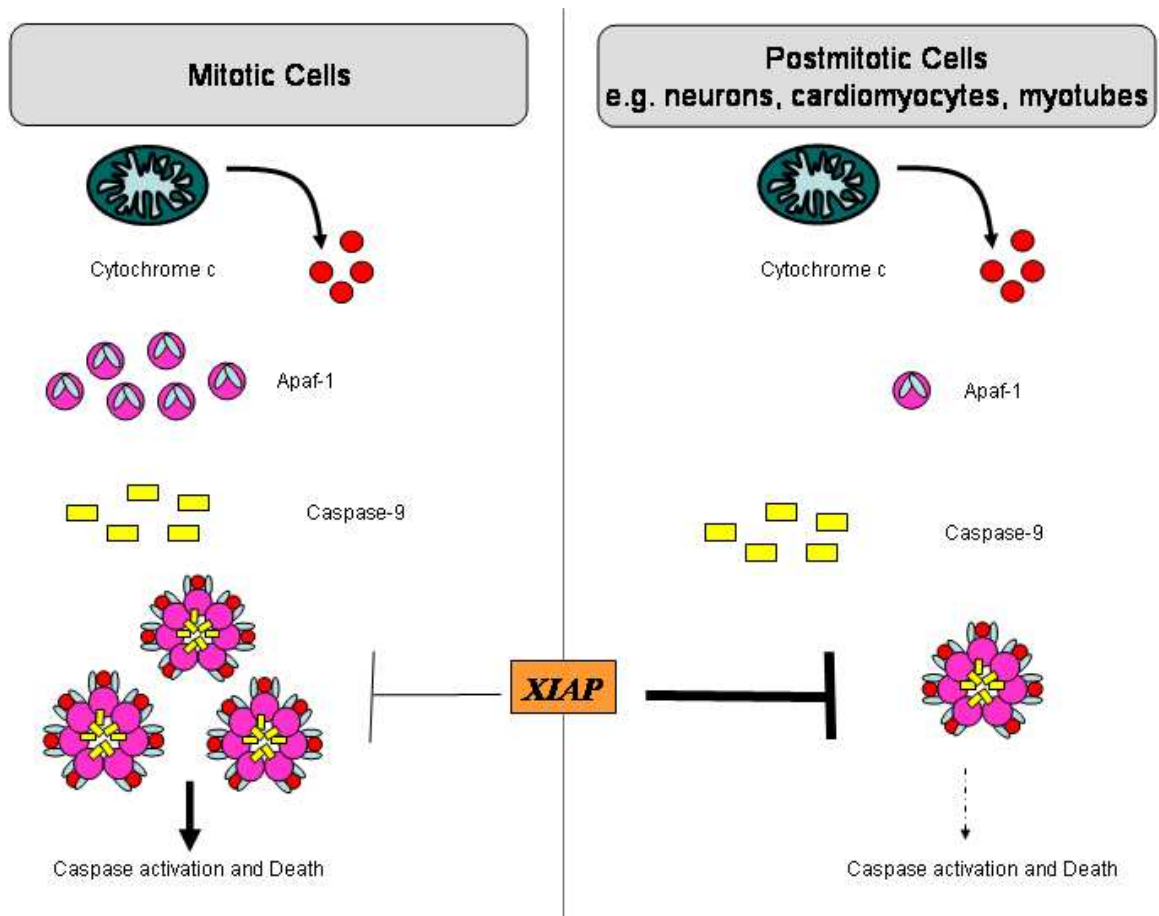 Mitotic Cells
Cytochrome c
Apaf-1
Caspase-9
Caspase activation and Death
XIAP
Postmitotic Cells
e.g. neurons, cardiomyocytes, myotubes
Cytochrome c
Apaf-1
Caspase-9
Caspase activation and Death